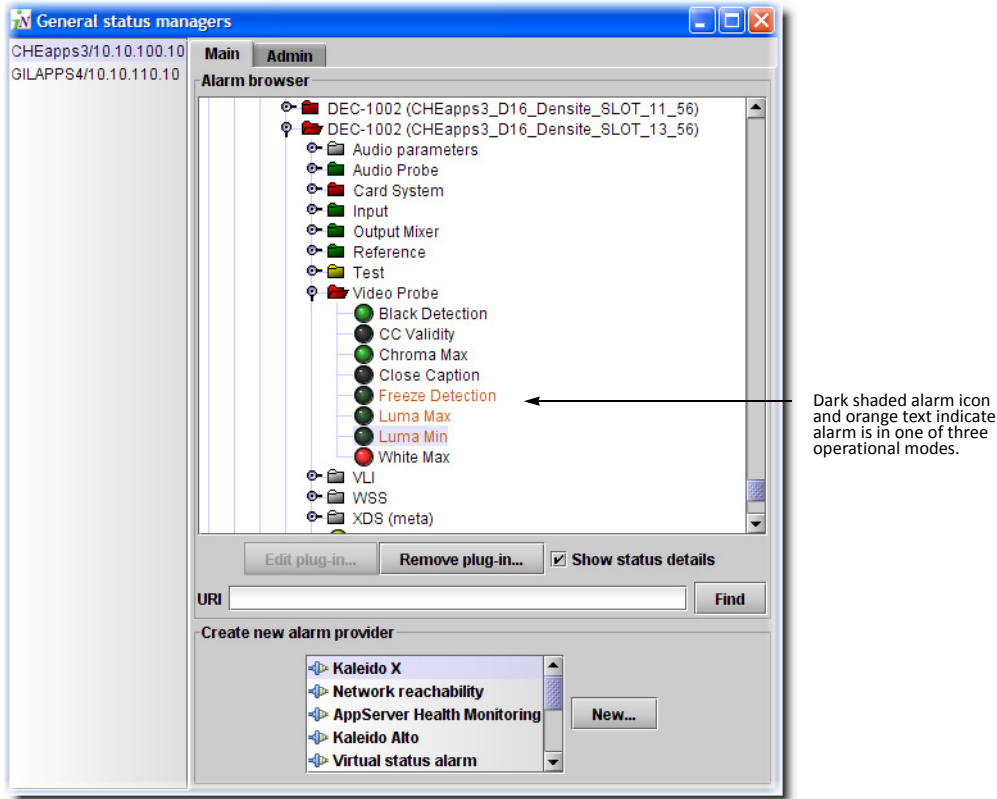 General status managers
CHEapps3/10.10.100.10
GILAPPS4/10.10.110.10
Main
Admin
Alarm browser
DEC-1002 (CHEapps3_D16_Densite_SLOT_11_56)
DEC-1002 (CHEapps3_D16_Densite_SLOT_13_56)
Audio parameters
Audio Probe
Card System
Input
Output Mixer
Reference
Test
Video Probe
Black Detection
CC Validity
Chroma Max
Close Caption
Freeze Detection
Luma Max
Luma Min
White Max
VLI
WSS
XDS (meta)
Dark shaded alarm icon
and orange text indicate
alarm is in one of three
operational modes.
Edit plug-in...
Remove plug-in...
Show status details
URI
Find
Create new alarm provider
Kaleido X
Network reachability
AppServer Health Monitoring
Kaleido Alto
Virtual status alarm
New...